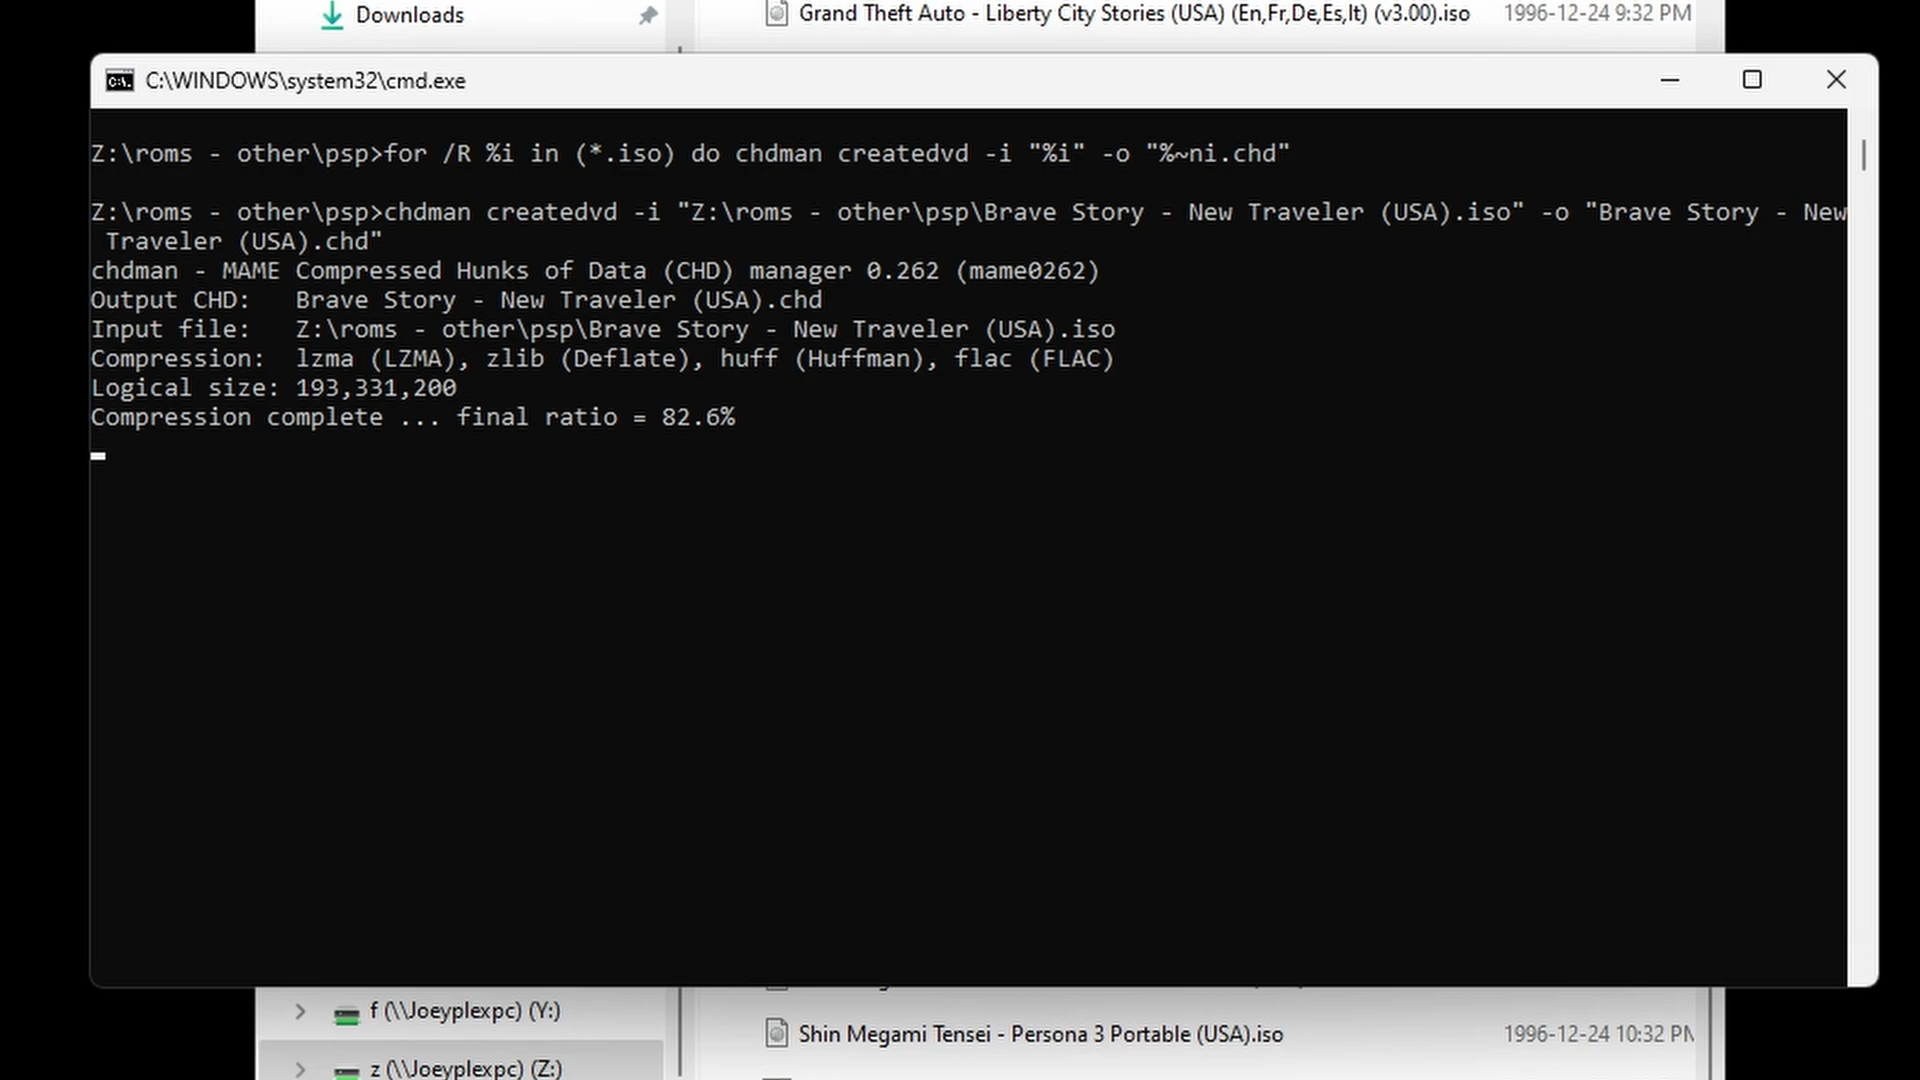 Downloads
Grand Theft Auto - Liberty City Stories (USA) (En,Fr,De,Es,It) (v3.00).iso 1996-12-24 9:32 PM
C:\WINDOWS\system32\cmd.exe
Z:\roms - other\psp>for /R %i in (*.iso) do chdman createdvd -i "%i" -o "%~ni.chd"
Z:\roms - other\psp>chdman createdvd -i "Z:\roms - other\psp\Brave Story - New Traveler (USA).iso" -o "Brave Story - New
Traveler (USA).chd"
chdman - MAME Compressed Hunks of Data (CHD) manager 0.262 (mame0262)
Output CHD:   Brave Story - New Traveler (USA).chd
Input file:   Z:\roms - other\psp\Brave Story - New Traveler (USA).iso
Compression:  lzma (LZMA), zlib (Deflate), huff (Huffman), flac (FLAC)
Logical size: 193,331,200
Compression complete ... final ratio = 82.6%
f (\\Joeyplexpc) (Y:)
Shin Megami Tensei - Persona 3 Portable (USA).iso 1996-12-24 10:32 PM
z (\\Joeyplexpc) (Z:)